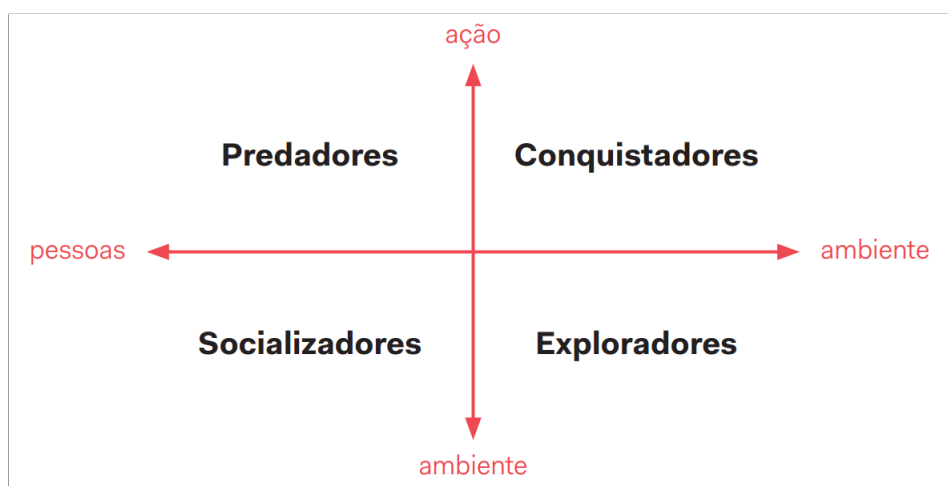 ação
Predadores
Conquistadores
pessoas
ambiente
Socializadores
Exploradores
ambiente